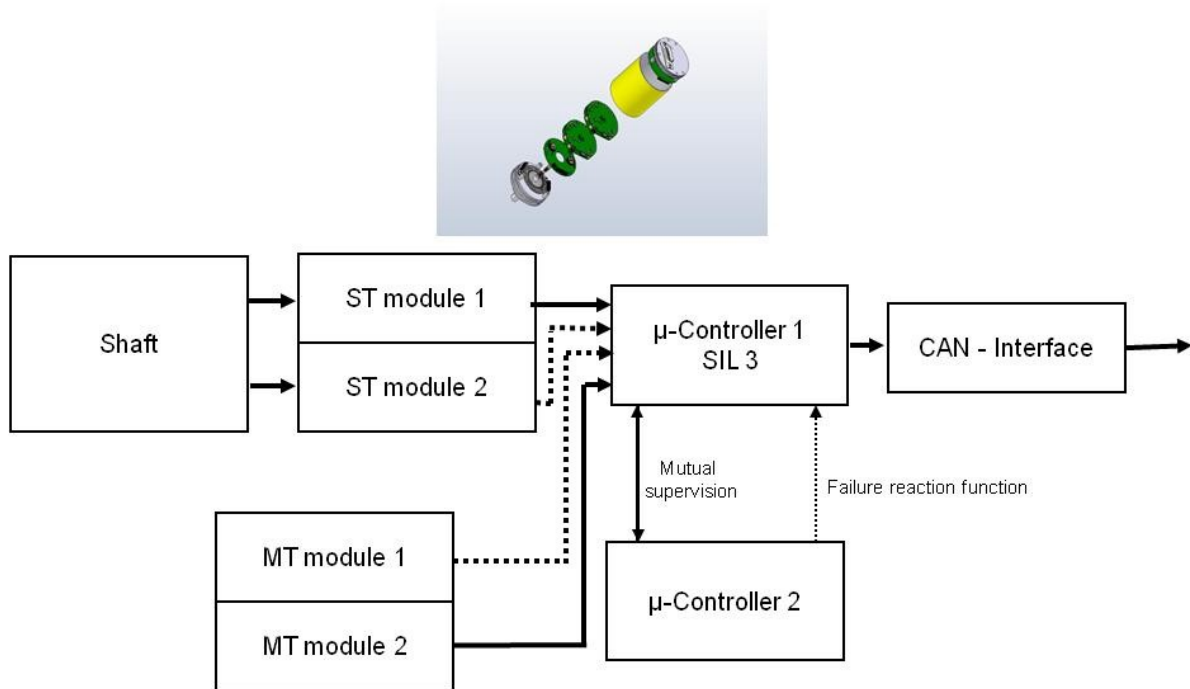 Shaft
ST module 1
ST module 2
µ-Controller 1
SIL 3
CAN - Interface
Mutual
supervision
Failure reaction function
MT module 1
MT module 2
µ-Controller 2